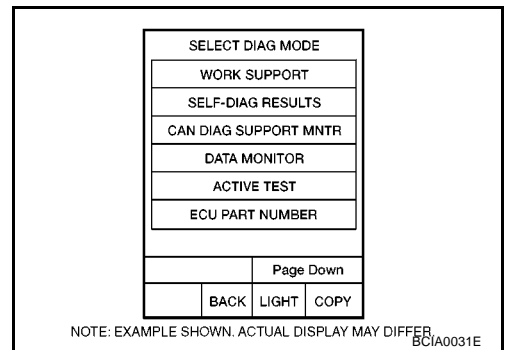 SELECT DIAG MODE
WORK SUPPORT
SELF-DIAG RESULTS
CAN DIAG SUPPORT MNTR
DATA MONITOR
ACTIVE TEST
ECU PART NUMBER
Page Down
BACK LIGHT COPY
NOTE: EXAMPLE SHOWN. ACTUAL DISPLAY MAY DIFFER.
BCIA0031E